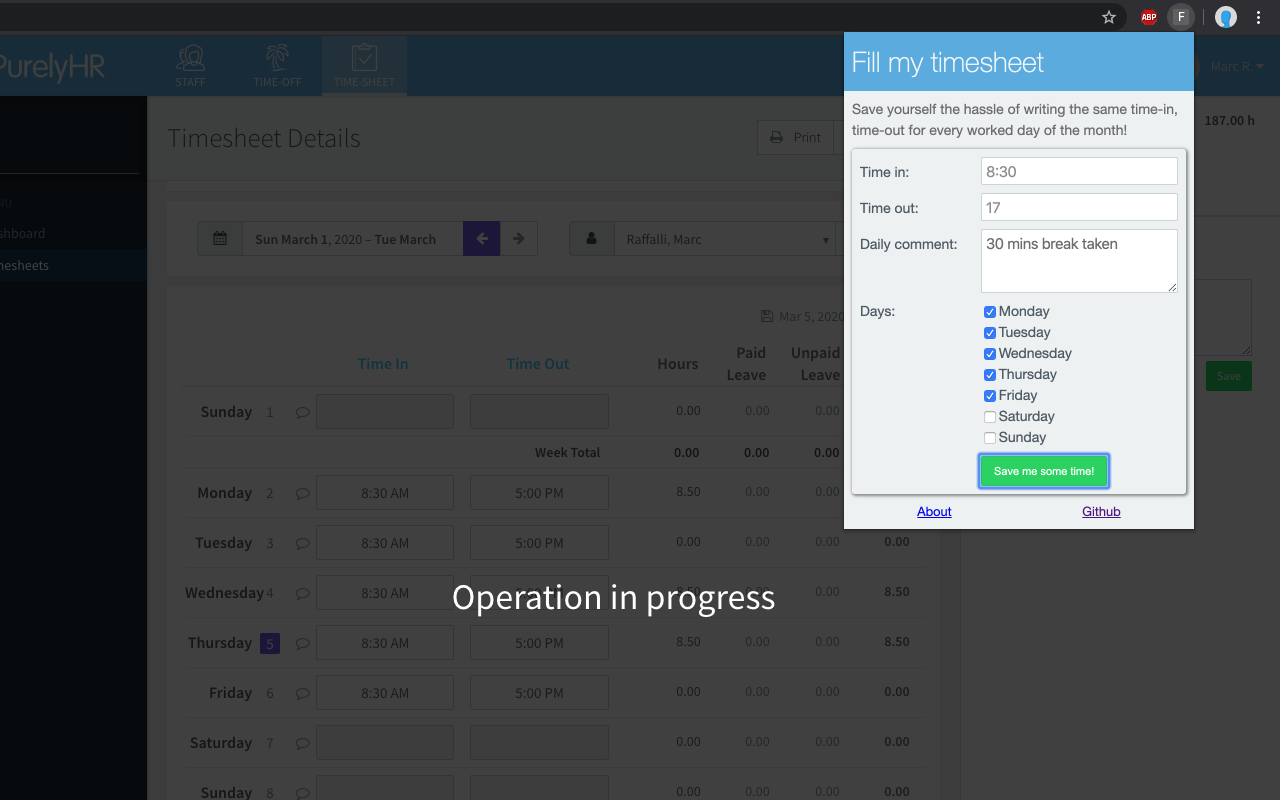 ABP
F
PurelyHR
STAFF
TIME-OFF
TIME-SHEET
Marc R.
Fill my timesheet
Save yourself the hassle of writing the same time-in,
time-out for every worked day of the month!
Time in:
8:30
Time out:
17
Daily comment:
30 mins break taken
Days:
Monday
Tuesday
Wednesday
Thursday
Friday
Saturday
Sunday
Save me some time!
About
Github
187.00 h
Timesheet Details
Print
NU
shboard
nesheets
Sun March 1, 2020 – Tue March
Raffalli, Marc
Save
Mar 5, 2020
Time In
Time Out
Hours
Paid
Leave
Unpaid
Leave
Sunday 1 0.00 0.00 0.00
Week Total 0.00 0.00 0.00
Monday 2 8:30 AM 5:00 PM 8.50 0.00 0.00
Tuesday 3 8:30 AM 5:00 PM 0.00 0.00 0.00 0.00
Wednesday 4 8:30 AM 0.00 8.50
Operation in progress
Thursday 5 8:30 AM 5:00 PM 8.50 0.00 0.00 8.50
Friday 6 8:30 AM 5:00 PM 0.00 0.00 0.00 0.00
Saturday 7 0.00 0.00 0.00 0.00
Sunday 8 0.00 0.00 0.00 0.00